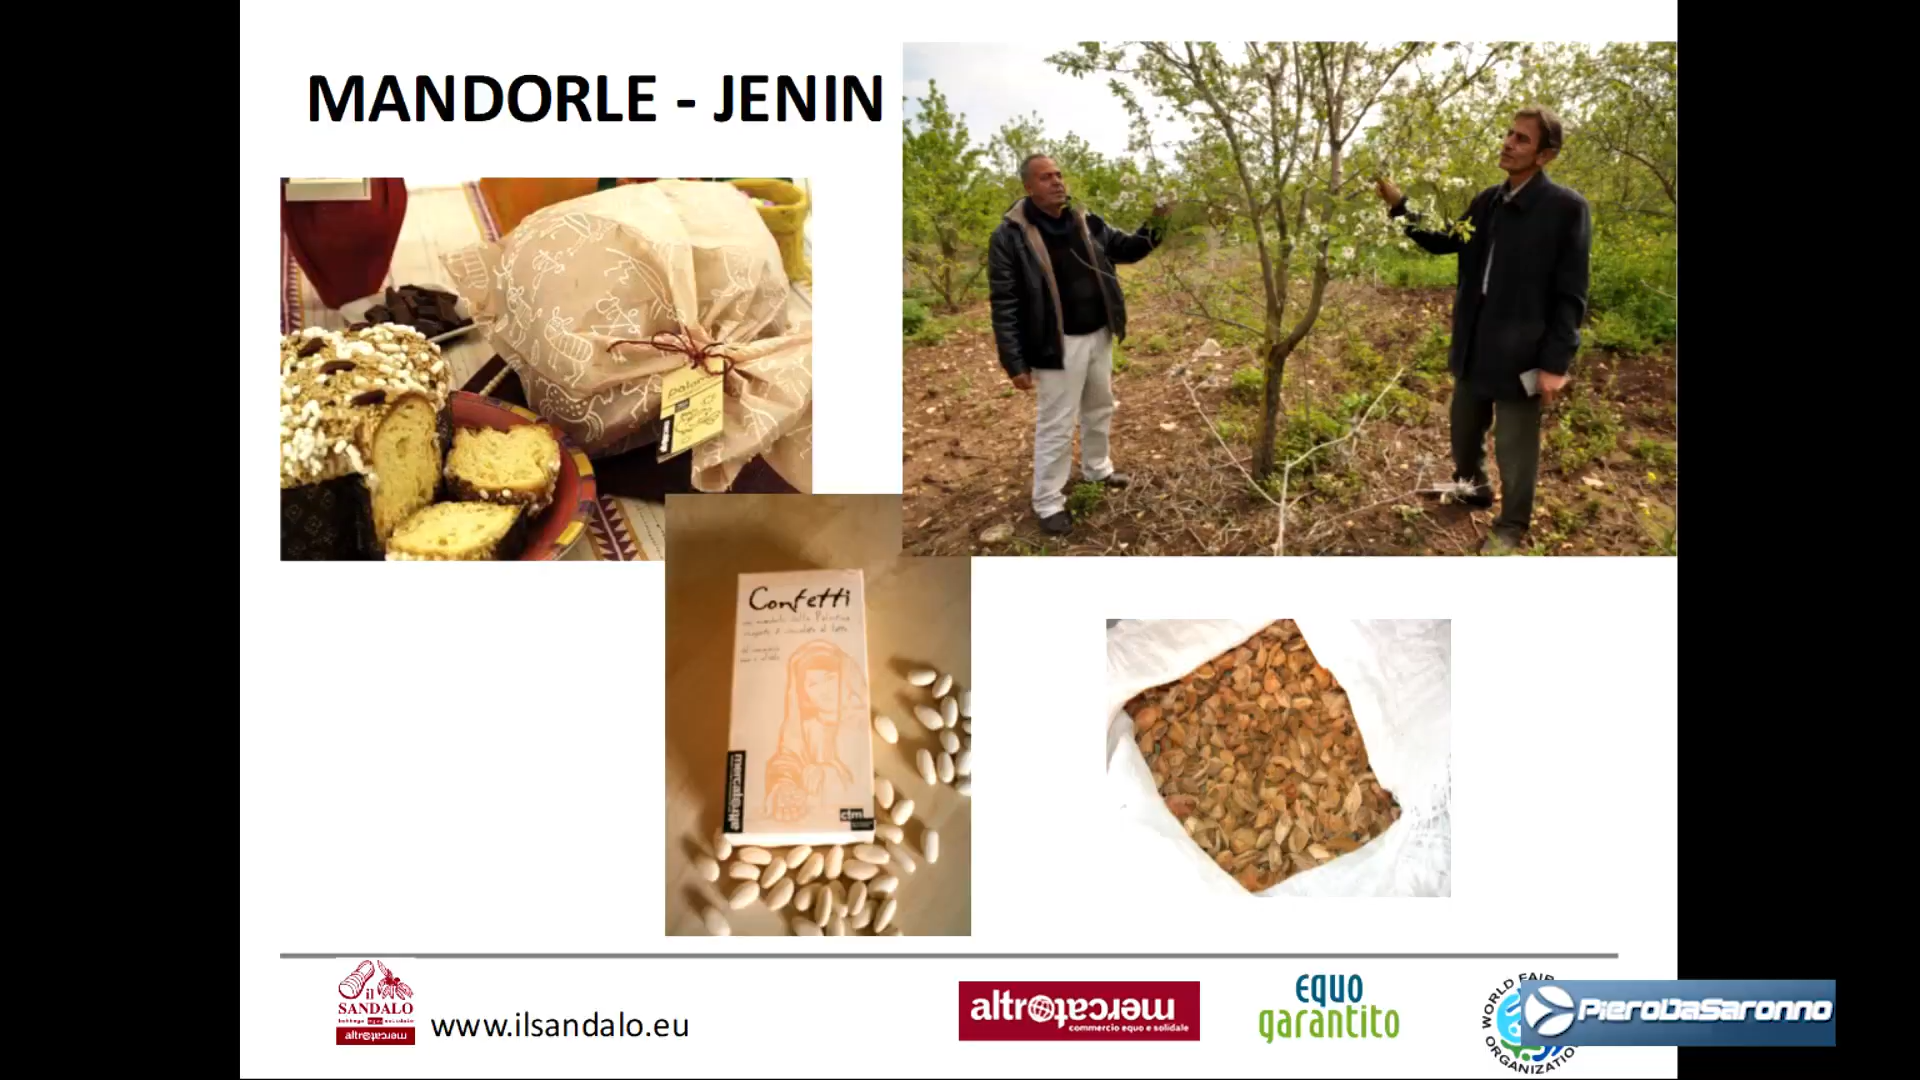 MANDORLE - JENIN
Confetti
altromercato
ctm
il
SANDALO
altromercato
www.ilsandalo.eu
altromercato
commercio equo e solidale
EQUO
garantito
WORLD FAIR
ORGANIZATIO
PieroDaSaronno